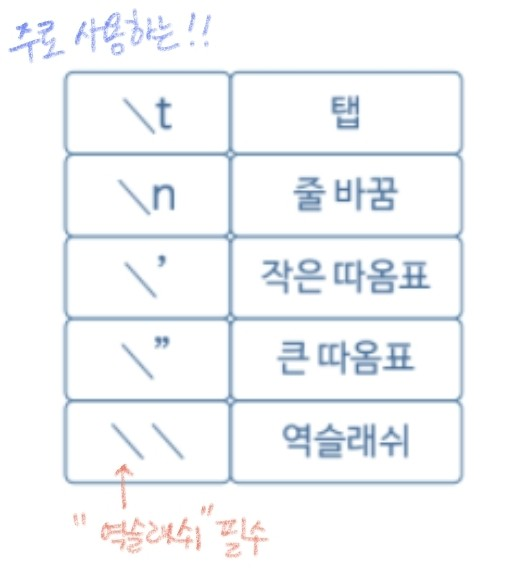 주로 사용하는!!
\t 탭
\n 줄 바꿈
\’ 작은 따옴표
\” 큰 따옴표
\\ 역슬래쉬
"역슬래쉬" 필수